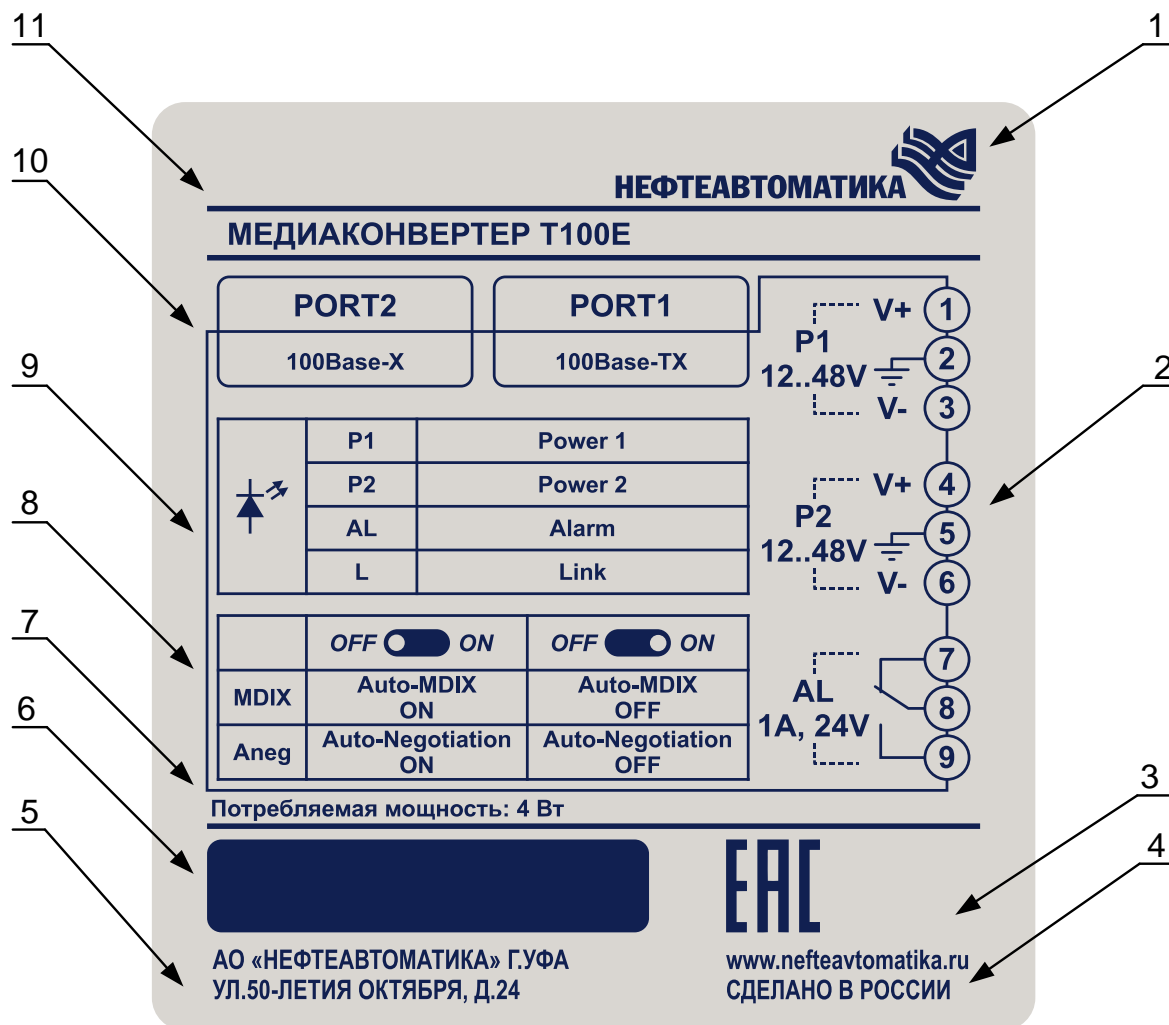 11
1
НЕФТЕАВТОМАТИКА
10
МЕДИАКОНВЕРТЕР Т100Е
PORT2
PORT1
100Base-X
100Base-TX
P1
12..48V
V+
V-
1
2
3
9
2
P1 Power 1
P2 Power 2
AL Alarm
L Link
P2
12..48V
V+
V-
4
5
6
8
OFF ON
OFF ON
MDIX
Auto-MDIX
ON
Auto-MDIX
OFF
Aneg
Auto-Negotiation
ON
Auto-Negotiation
OFF
AL
1A, 24V
7
8
9
7
6
Потребляемая мощность: 4 Вт
3
5
4
EAC
АО «НЕФТЕАВТОМАТИКА» Г.УФА
УЛ.50-ЛЕТИЯ ОКТЯБРЯ, Д.24
www.nefteavtomatika.ru
СДЕЛАНО В РОССИИ